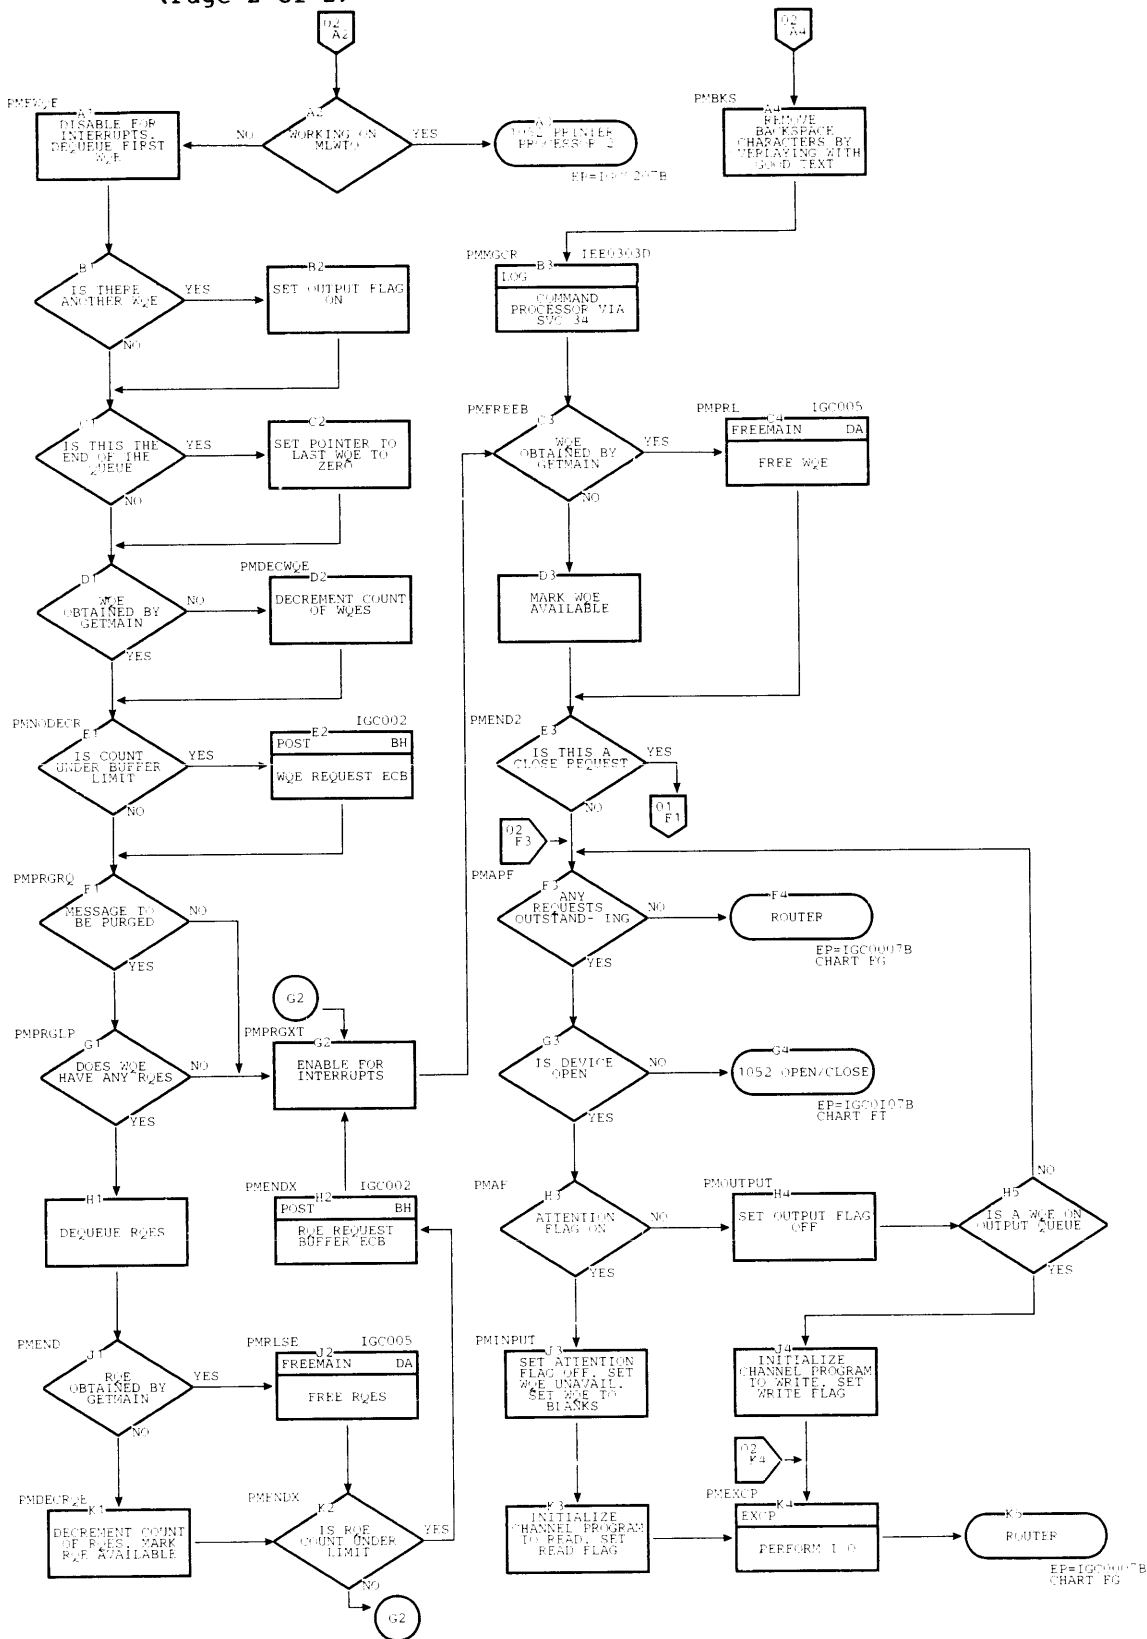 (Page 2 of 2)
02
A2
02
A4
PMFWQE
A1
DISABLE FOR
INTERRUPTS.
DEQUEUE FIRST
WQE
NO
A2
WORKING ON
MLWTO
YES
A3
1052 PRINTER
PROCESSOR 2
PMBKS
A4
REMOVE
BACKSPACE
CHARACTERS BY
OVERLAYING WITH
GOOD TEXT
B1
IS THERE
ANOTHER WQE
YES
NO
B2
SET OUTPUT FLAG
ON
PMMGCR
IEE0303D
B3
LOG
COMMAND
PROCESSOR VIA
SVC 34
C1
IS THIS THE
END OF THE
QUEUE
YES
NO
C2
SET POINTER TO
LAST WQE TO
ZERO
PMFREEB
C3
WQE
OBTAINED BY
GETMAIN
YES
NO
PMPRL
IGC005
C4
FREEMAIN DA
FREE WQE
D1
WQE
OBTAINED BY
GETMAIN
NO
YES
PMDECWQE
D2
DECREMENT COUNT
OF WQES
D3
MARK WQE
AVAILABLE
PMNODECR
E1
IS COUNT
UNDER BUFFER
LIMIT
YES
NO
IGC002
E2
POST BH
WQE REQUEST ECB
PMEND2
E3
IS THIS A
CLOSE REQUEST
YES
NO
01
F1
02
F3
PMPRGRQ
F1
MESSAGE TO
BE PURGED
NO
YES
PMAPF
F3
ANY
REQUESTS
OUTSTAND- ING
NO
YES
F4
ROUTER
EP=IGC0007B
CHART FG
G2
PMPRGLP
G1
DOES WQE
HAVE ANY RQES
NO
YES
PMPRGXT
G2
ENABLE FOR
INTERRUPTS
G3
IS DEVICE
OPEN
NO
YES
G4
1052 OPEN/CLOSE
EP=IGC0107B
CHART FI
H1
DEQUEUE RQES
PMENDX
IGC002
H2
POST BH
RQE REQUEST
BUFFER ECB
PMAF
H3
ATTENTION
FLAG ON
NO
YES
PMOUTPUT
H4
SET OUTPUT FLAG
OFF
NO
H5
IS A WQE ON
OUTPUT QUEUE
YES
PMEND
J1
RQE
OBTAINED BY
GETMAIN
YES
NO
PMRLSE
IGC005
J2
FREEMAIN DA
FREE RQES
PMINPUT
J3
SET ATTENTION
FLAG OFF. SET
WQE UNAVAIL.
SET WQE TO
BLANKS
J4
INITIALIZE
CHANNEL PROGRAM
TO WRITE. SET
WRITE FLAG
02
K4
PMDECRQE
K1
DECREMENT COUNT
OF RQES. MARK
RQE AVAILABLE
PMENDX
K2
IS RQE
COUNT UNDER
LIMIT
YES
NO
G2
K3
INITIALIZE
CHANNEL PROGRAM
TO READ. SET
READ FLAG
PMEXCP
K4
EXCP
PERFORM I O
K5
ROUTER
EP=IGC0007B
CHART FG